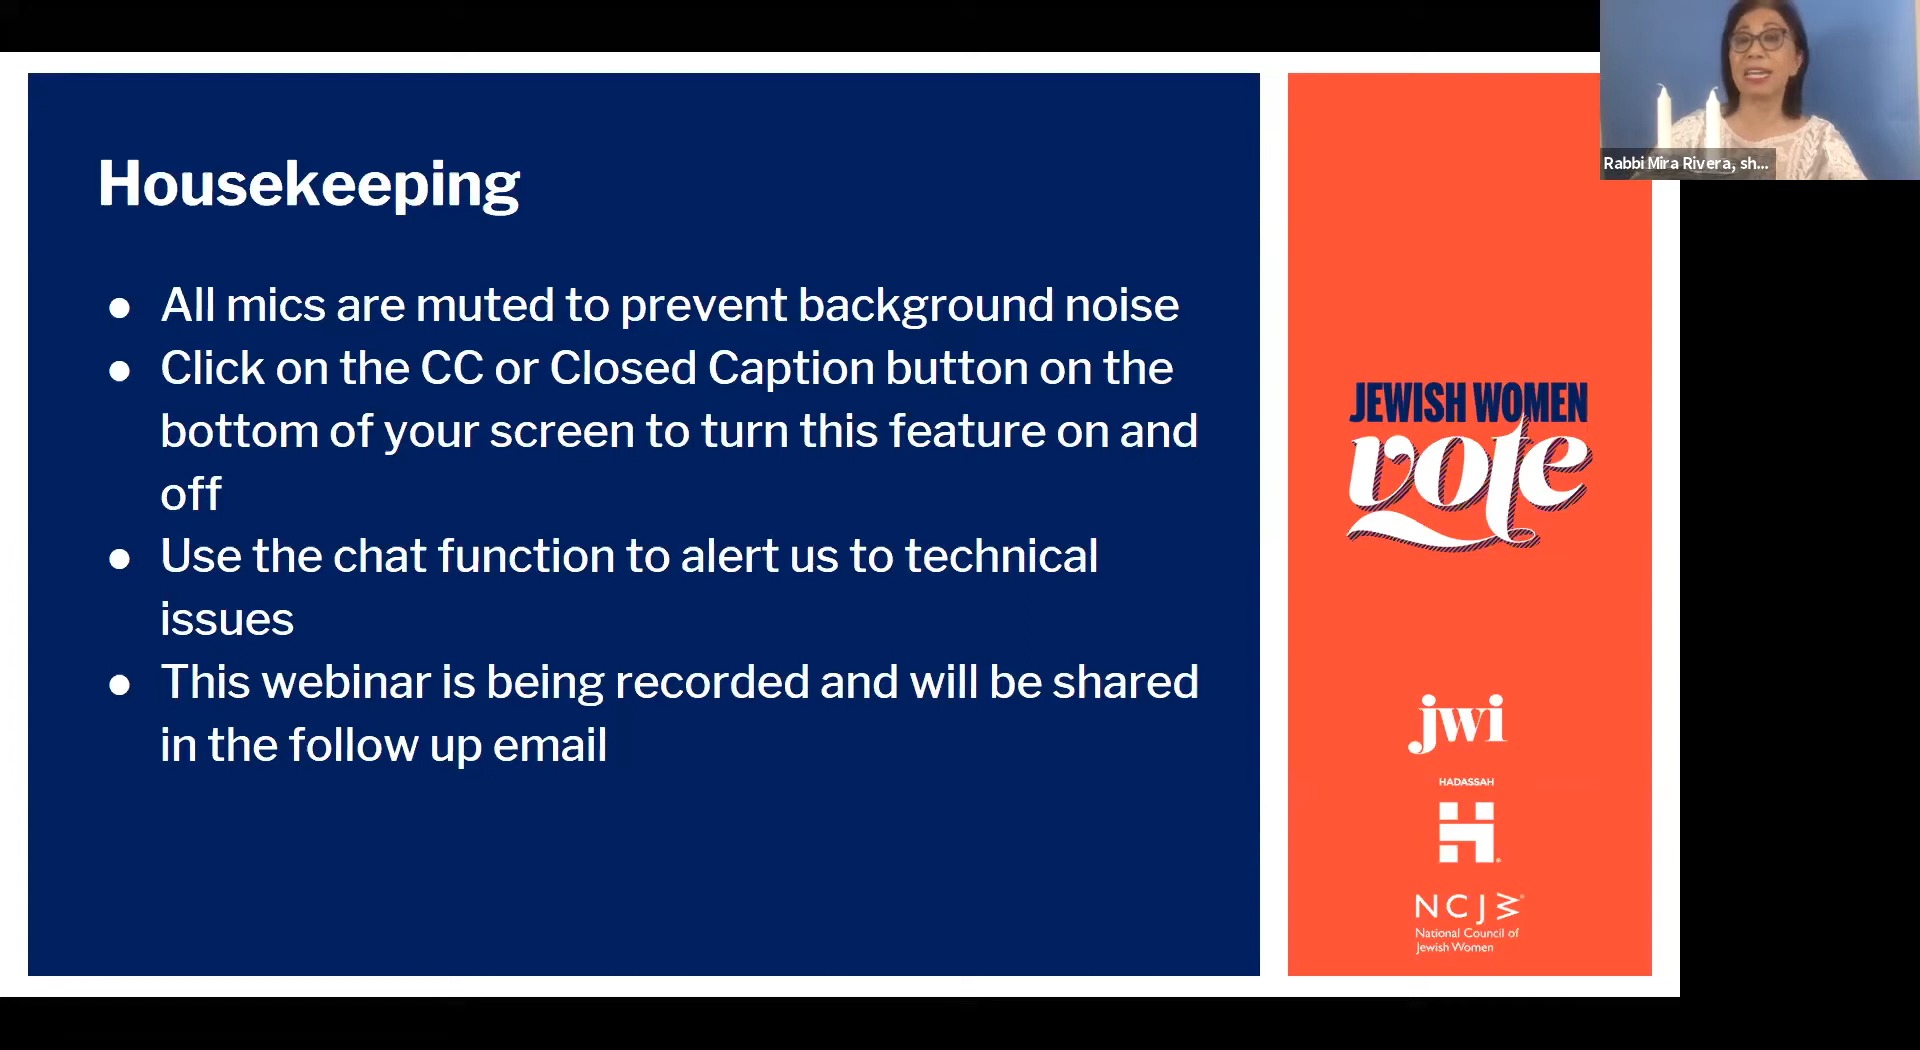 Housekeeping
● All mics are muted to prevent background noise
● Click on the CC or Closed Caption button on the
bottom of your screen to turn this feature on and
off
● Use the chat function to alert us to technical
issues
● This webinar is being recorded and will be shared
in the follow up email
Rabbi Mira Rivera, sh...
JEWISH WOMEN
vote
jwi
HADASSAH
H
NCJW
National Council of
Jewish Women